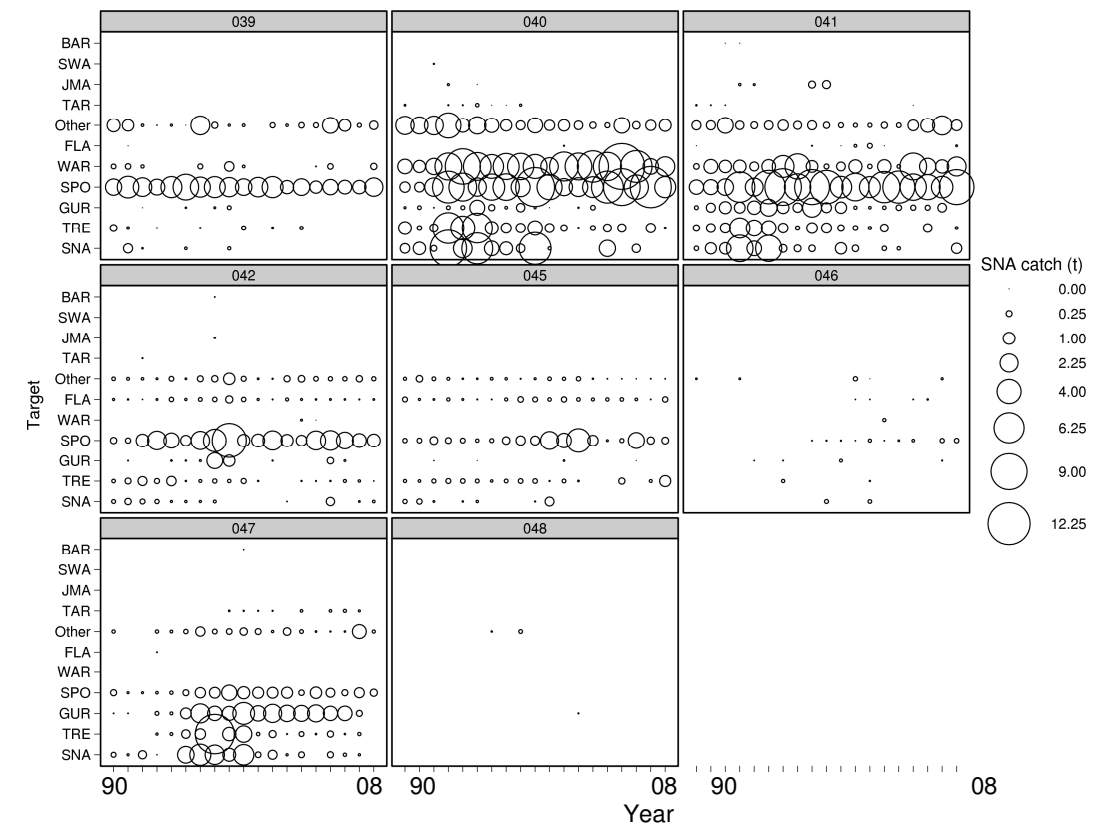 039 040 041
BAR
SWA
JMA
TAR
Other
FLA
WAR
SPO
GUR
TRE
SNA
042 045 046
BAR
SWA
JMA
TAR
Other
FLA
WAR
SPO
GUR
TRE
SNA
047 048
BAR
SWA
JMA
TAR
Other
FLA
WAR
SPO
GUR
TRE
SNA
90 08 90 08 90 08
Year
Target
SNA catch (t)
0.00
0.25
1.00
2.25
4.00
6.25
9.00
12.25